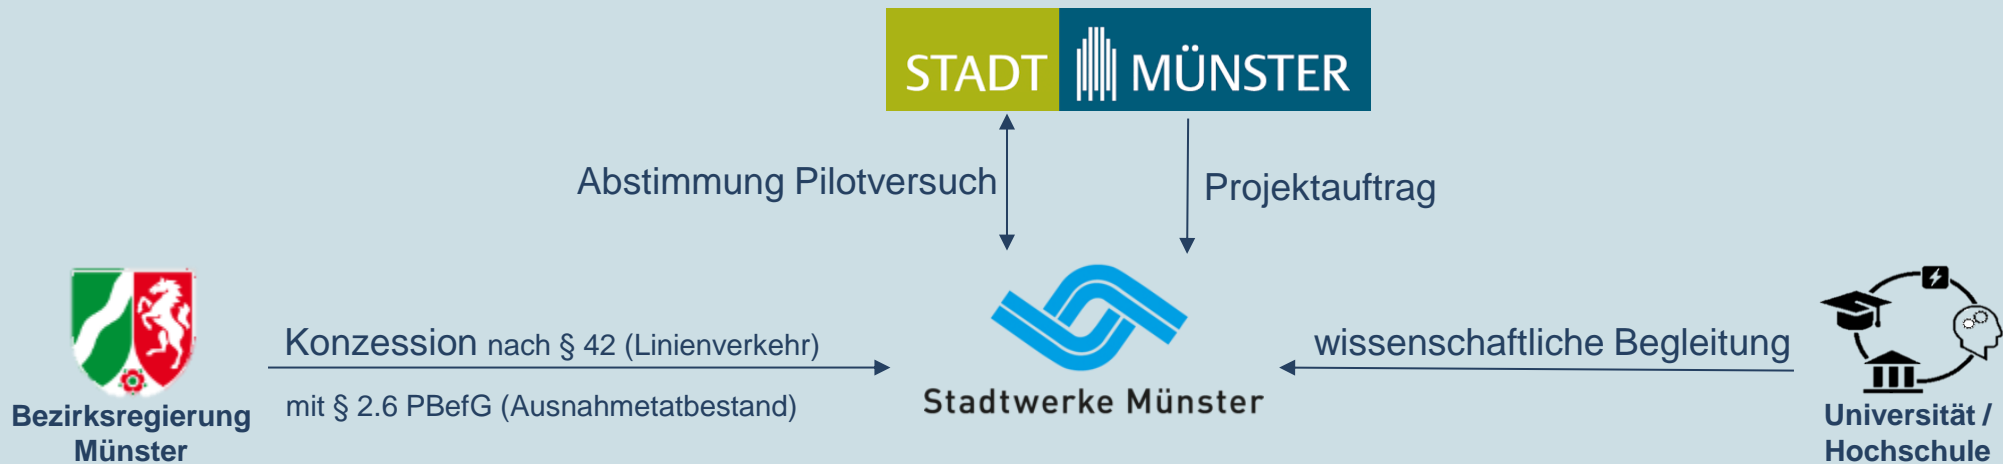 STADT MÜNSTER
Abstimmung Pilotversuch
Projektauftrag
Konzession nach § 42 (Linienverkehr)
mit § 2.6 PBefG (Ausnahmetatbestand)
wissenschaftliche Begleitung
Bezirksregierung
Münster
Stadtwerke Münster
Universität /
Hochschule